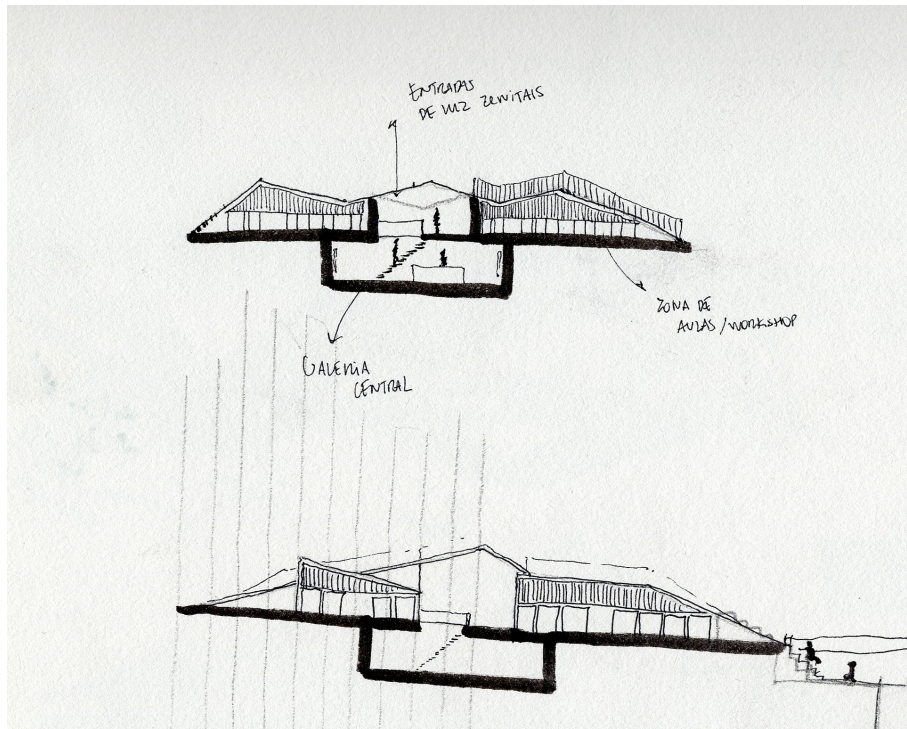 ENTRADAS
DE LUZ ZENITAIS
ZONA DE
AULAS/WORKSHOP
GALERIA
CENTRAL